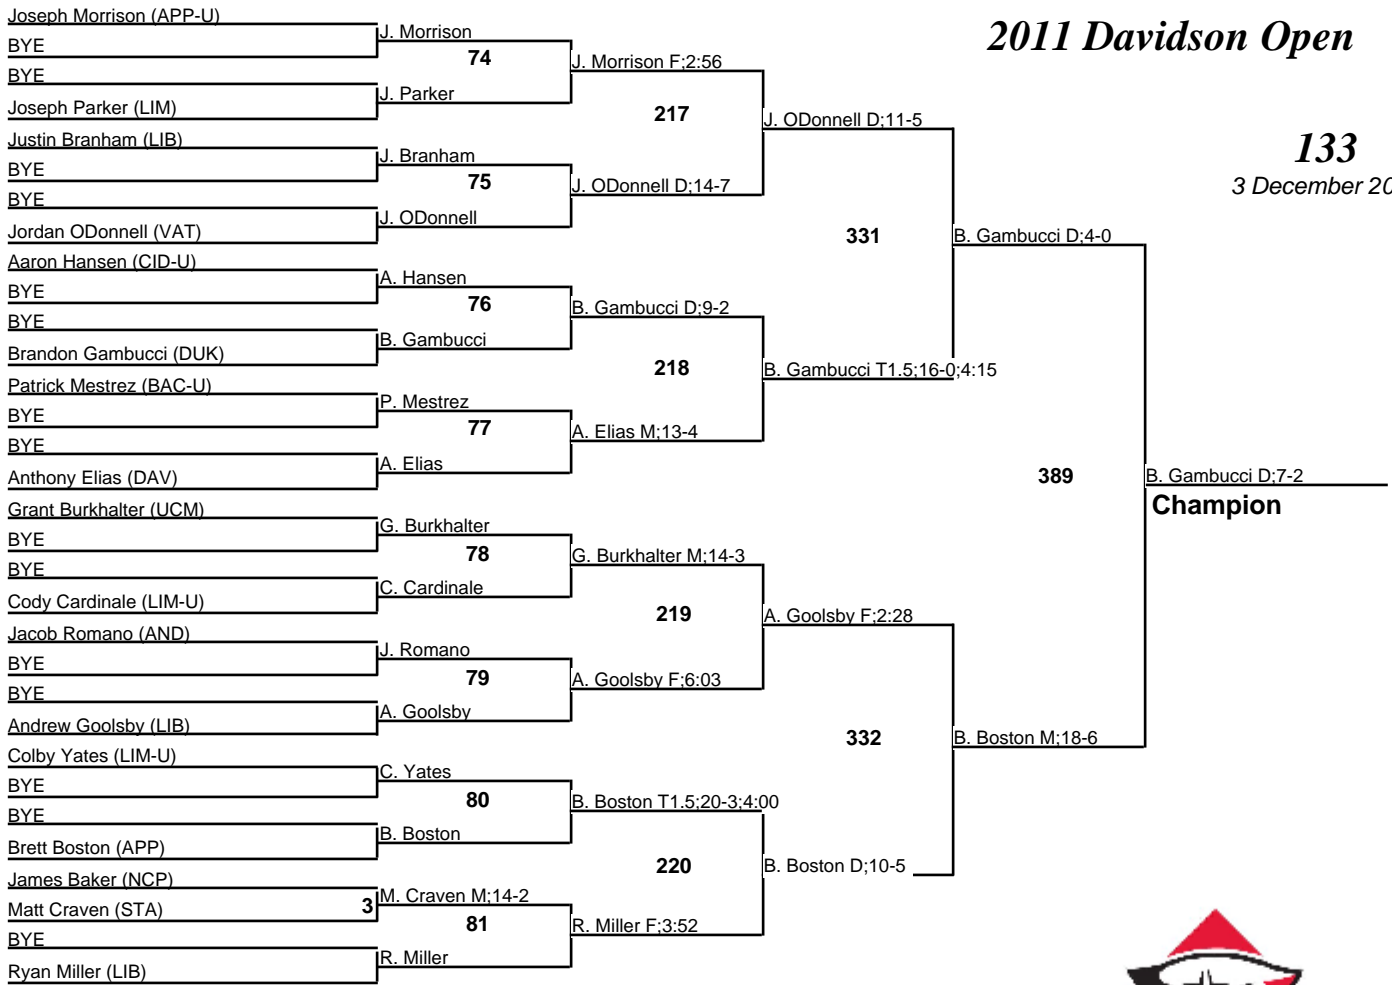 2011 Davidson Open
133
3 December 20
Joseph Morrison (APP-U)
BYE
BYE
Joseph Parker (LIM)
Justin Branham (LIB)
BYE
BYE
Jordan ODonnell (VAT)
Aaron Hansen (CID-U)
BYE
BYE
Brandon Gambucci (DUK)
Patrick Mestrez (BAC-U)
BYE
BYE
Anthony Elias (DAV)
Grant Burkhalter (UCM)
BYE
BYE
Cody Cardinale (LIM-U)
Jacob Romano (AND)
BYE
BYE
Andrew Goolsby (LIB)
Colby Yates (LIM-U)
BYE
BYE
Brett Boston (APP)
James Baker (NCP)
Matt Craven (STA)
3
BYE
Ryan Miller (LIB)
J. Morrison
74
J. Parker
J. Branham
75
J. ODonnell
A. Hansen
76
B. Gambucci
P. Mestrez
77
A. Elias
G. Burkhalter
78
C. Cardinale
J. Romano
79
A. Goolsby
C. Yates
80
B. Boston
M. Craven M;14-2
81
R. Miller
J. Morrison F;2:56
217
J. ODonnell D;14-7
B. Gambucci D;9-2
218
A. Elias M;13-4
G. Burkhalter M;14-3
219
A. Goolsby F;6:03
B. Boston T1.5;20-3;4:00
220
R. Miller F;3:52
J. ODonnell D;11-5
331
B. Gambucci T1.5;16-0;4:15
A. Goolsby F;2:28
332
B. Boston D;10-5
B. Gambucci D;4-0
389
B. Boston M;18-6
B. Gambucci D;7-2
Champion